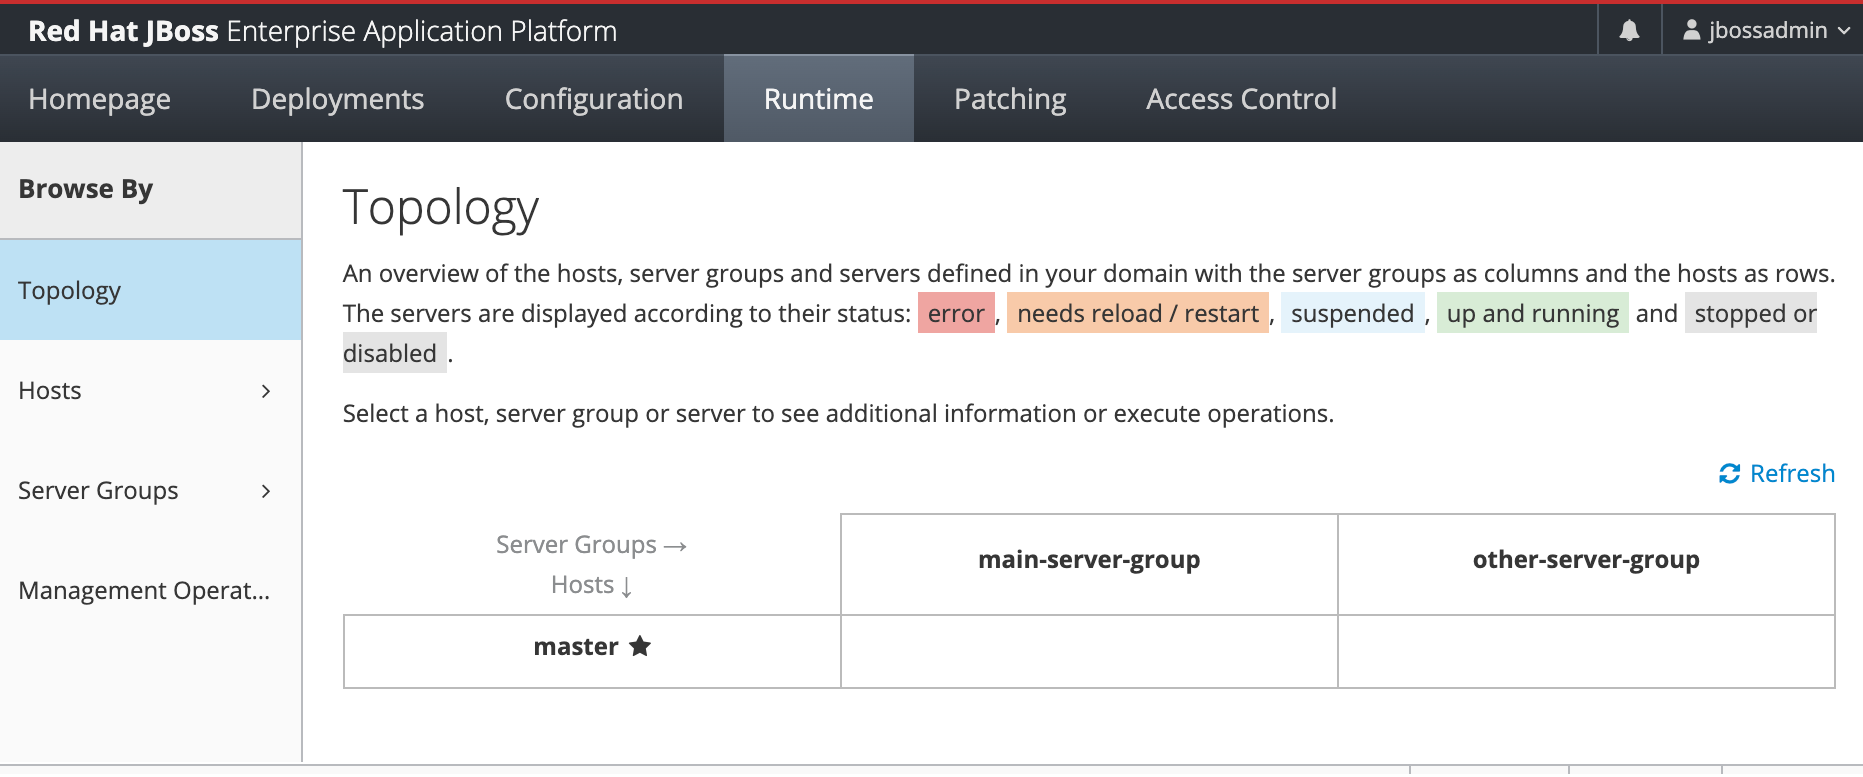 Red Hat JBoss Enterprise Application Platform
jbossadmin
Homepage
Deployments
Configuration
Runtime
Patching
Access Control
Browse By
Topology
Hosts
Server Groups
Management Operat...
Topology
An overview of the hosts, server groups and servers defined in your domain with the server groups as columns and the hosts as rows.
The servers are displayed according to their status: error, needs reload / restart, suspended, up and running and stopped or
disabled.
Select a host, server group or server to see additional information or execute operations.
Refresh
Server Groups →
Hosts ↓
main-server-group
other-server-group
master ★